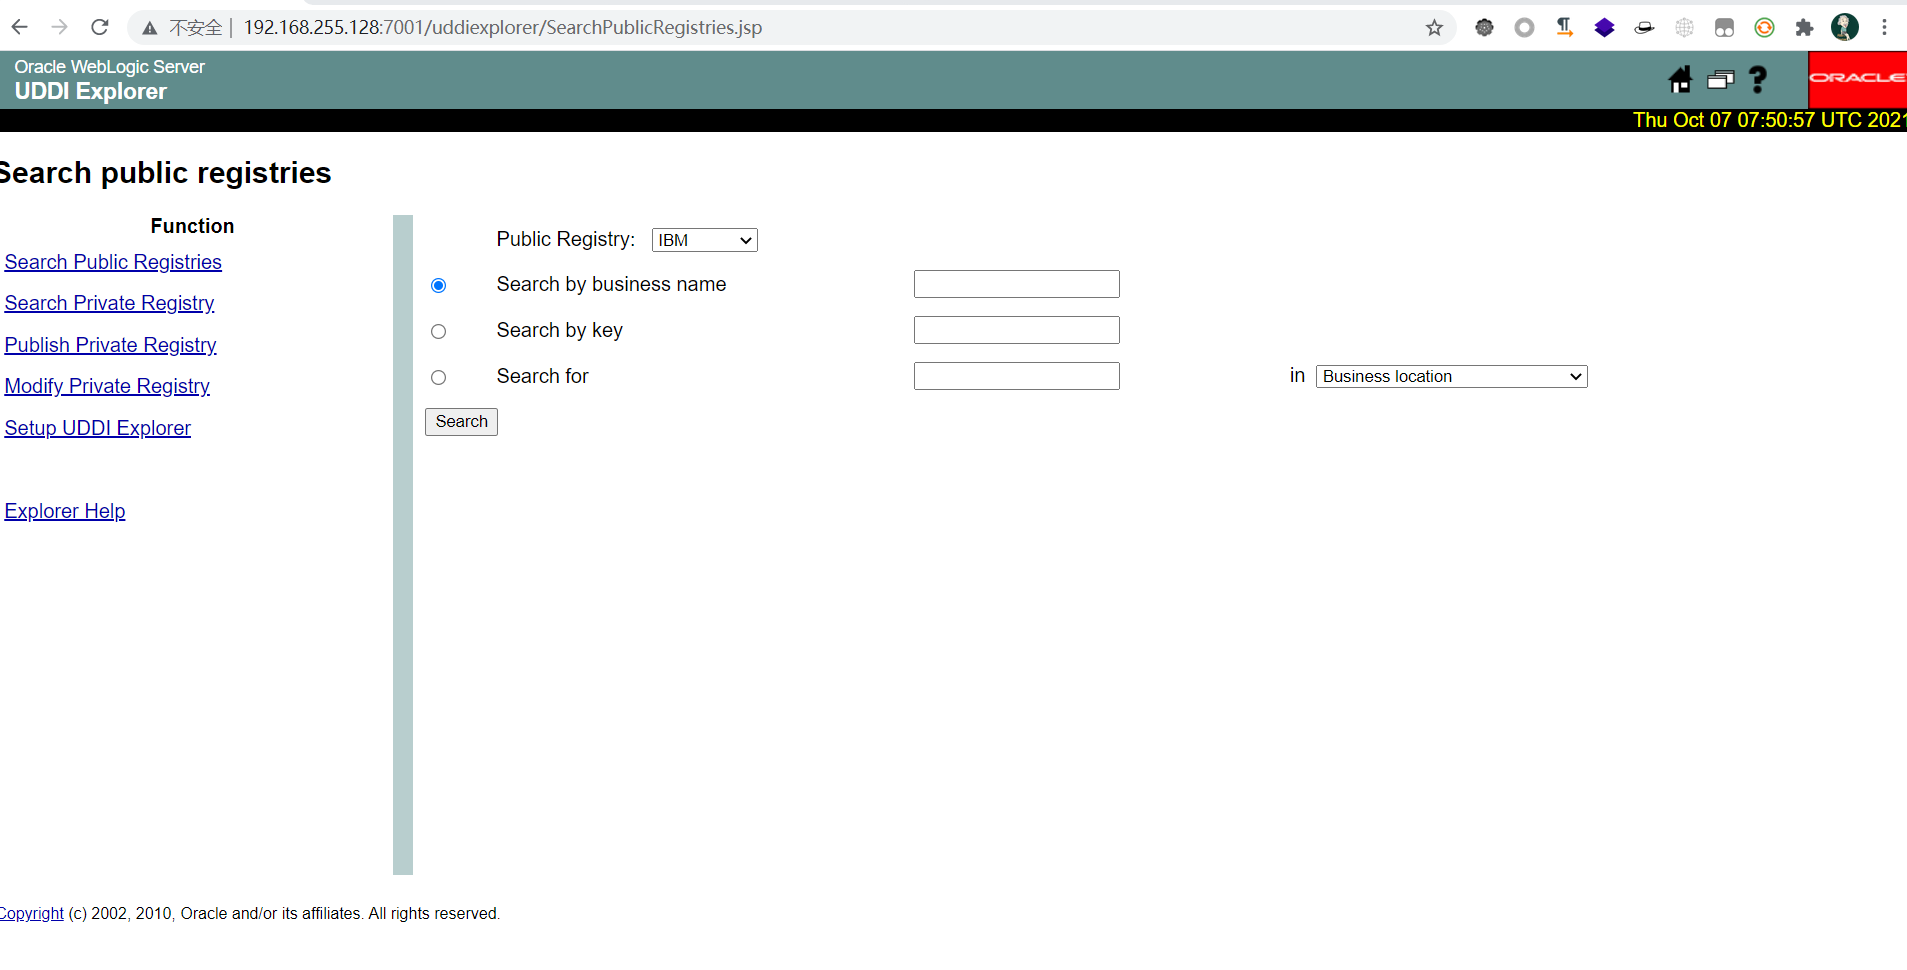 不安全 | 192.168.255.128:7001/uddiexplorer/SearchPublicRegistries.jsp
Oracle WebLogic Server
UDDI Explorer
ORACLE
Thu Oct 07 07:50:57 UTC 2021
Search public registries
Function
Search Public Registries
Search Private Registry
Publish Private Registry
Modify Private Registry
Setup UDDI Explorer
Explorer Help
Public Registry: IBM
Search by business name
Search by key
Search for in Business location
Search
Copyright (c) 2002, 2010, Oracle and/or its affiliates. All rights reserved.